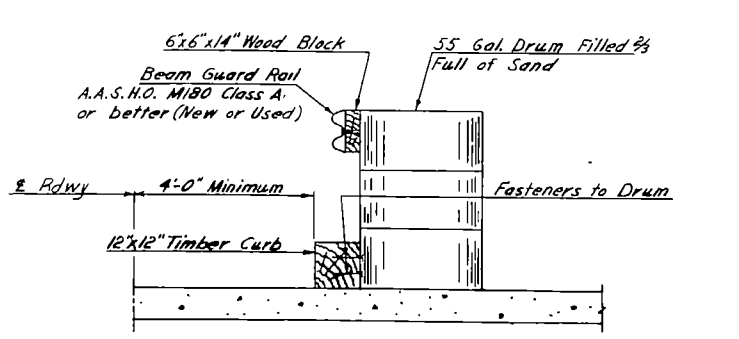 6"x6"x14" Wood Block
55 Gal. Drum Filled 2/3
Full of Sand
Beam Guard Rail
A.A.S.H.O. M180 Class A
or better (New or Used)
℄ Rdwy
4'-0" Minimum
Fasteners to Drum
12"x12" Timber Curb